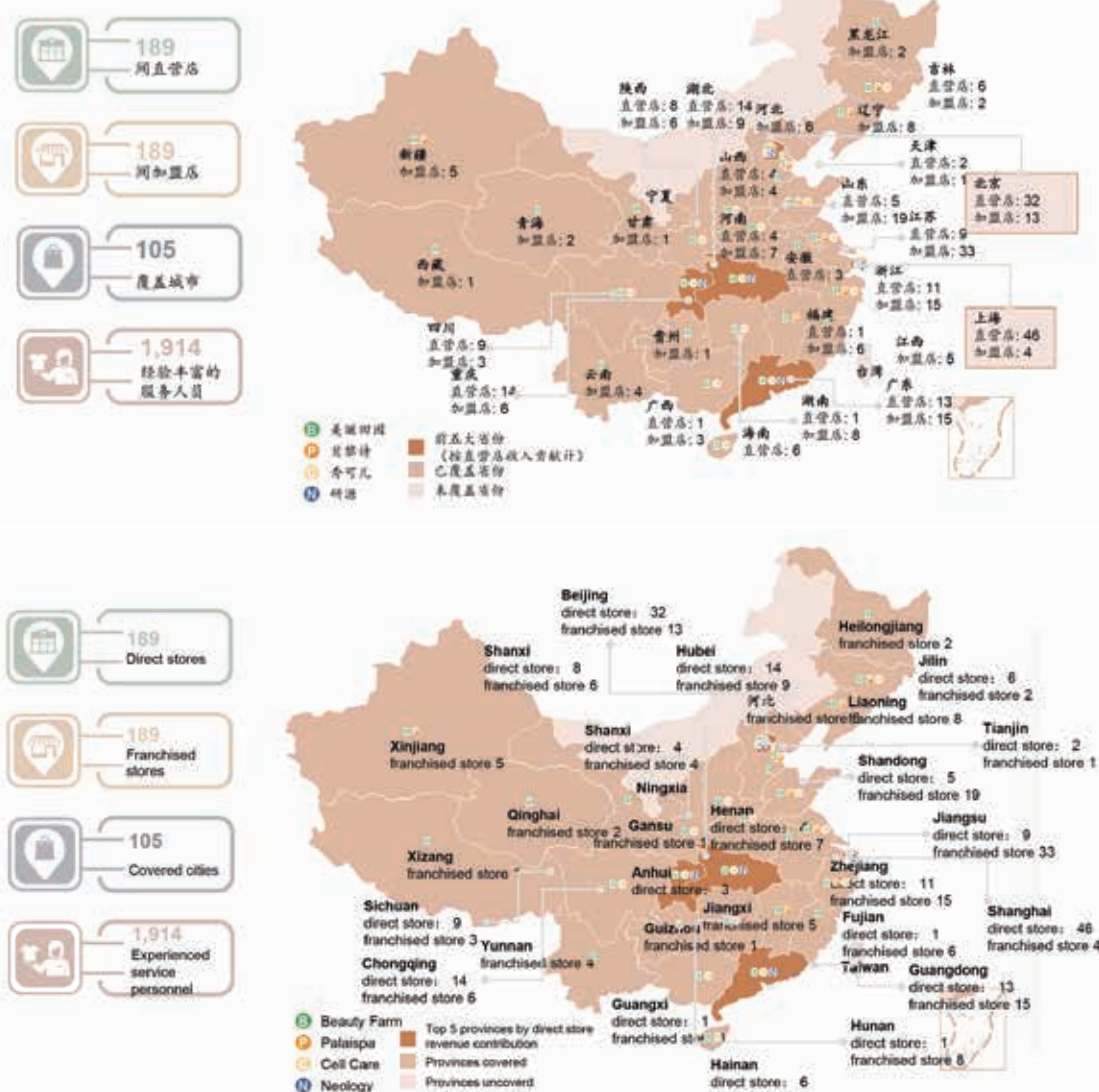 189
间直营店
189
间加盟店
105
覆盖城市
1,914
经验丰富的
服务人员
黑龙江
加盟店: 2
吉林
直营店: 6
加盟店: 2
辽宁
加盟店: 8
陕西
直营店: 8
加盟店: 6
湖北
直营店: 14
加盟店: 9
河北
加盟店: 6
天津
直营店: 2
加盟店: 1
北京
直营店: 32
加盟店: 13
山西
直营店: 4
加盟店: 4
山东
直营店: 5
加盟店: 19
新疆
加盟店: 5
宁夏
青海
加盟店: 2
甘肃
加盟店: 1
河南
直营店: 4
加盟店: 7
江苏
直营店: 9
加盟店: 33
安徽
直营店: 3
西藏
加盟店: 1
浙江
直营店: 11
加盟店: 15
上海
直营店: 46
加盟店: 4
四川
直营店: 9
加盟店: 3
贵州
加盟店: 1
福建
直营店: 1
加盟店: 6
江西
加盟店: 5
台湾
重庆
直营店: 14
加盟店: 6
云南
加盟店: 4
广东
直营店: 13
加盟店: 15
广西
直营店: 1
加盟店: 3
湖南
直营店: 1
加盟店: 8
海南
直营店: 6
B 美丽田园
P 贝黎诗
C 秀可儿
N 研源
前五大省份
(按直营店收入贡献计)
已覆盖省份
未覆盖省份
189
Direct stores
189
Franchised
stores
105
Covered cities
1,914
Experienced
service
personnel
Beijing
direct store: 32
franchised store 13
Heilongjiang
franchised store 2
Shanxi
direct store: 8
franchised store 6
Hubei
direct store: 14
franchised store 9
Jilin
direct store: 6
franchised store 2
河北
franchised store
Liaoning
franchised store 8
Xinjiang
franchised store 5
Shanxi
direct store: 4
franchised store 4
Tianjin
direct store: 2
franchised store 1
Shandong
direct store: 5
franchised store 19
Ningxia
Qinghai
franchised store 2
Gansu
franchised store 1
Henan
direct store: 4
franchised store 7
Jiangsu
direct store: 9
franchised store 33
Xizang
franchised store
Anhui
direct store: 3
Zhejiang
direct store: 11
franchised store 15
Sichuan
direct store: 9
franchised store 3
Guizhou
franchised store 1
Jiangxi
franchised store 5
Fujian
direct store: 1
franchised store 6
Shanghai
direct store: 46
franchised store 4
Yunnan
franchised store 4
Chongqing
direct store: 14
franchised store 6
Taiwan
Guangdong
direct store: 13
franchised store 15
Guangxi
direct store: 1
franchised store
Hunan
direct store: 1
franchised store 8
Hainan
direct store: 6
B Beauty Farm
P Palaispa
C Cell Care
N Neology
Top 5 provinces by direct store
revenue contribution
Provinces covered
Provinces uncoverd